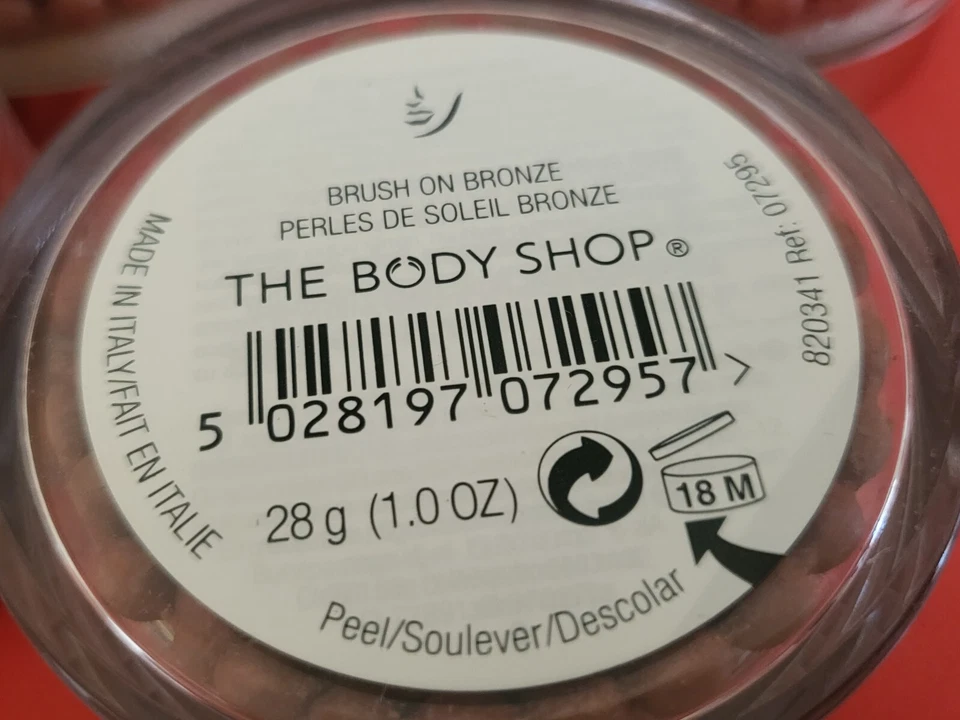 BRUSH ON BRONZE
PERLES DE SOLEIL BRONZE
THE BODY SHOP®
5 028197 072957 >
28 g (1.0 OZ)
18 M
Peel/Soulever/Descolar
MADE IN ITALY/FAIT EN ITALIE
820341 Ref: 07295